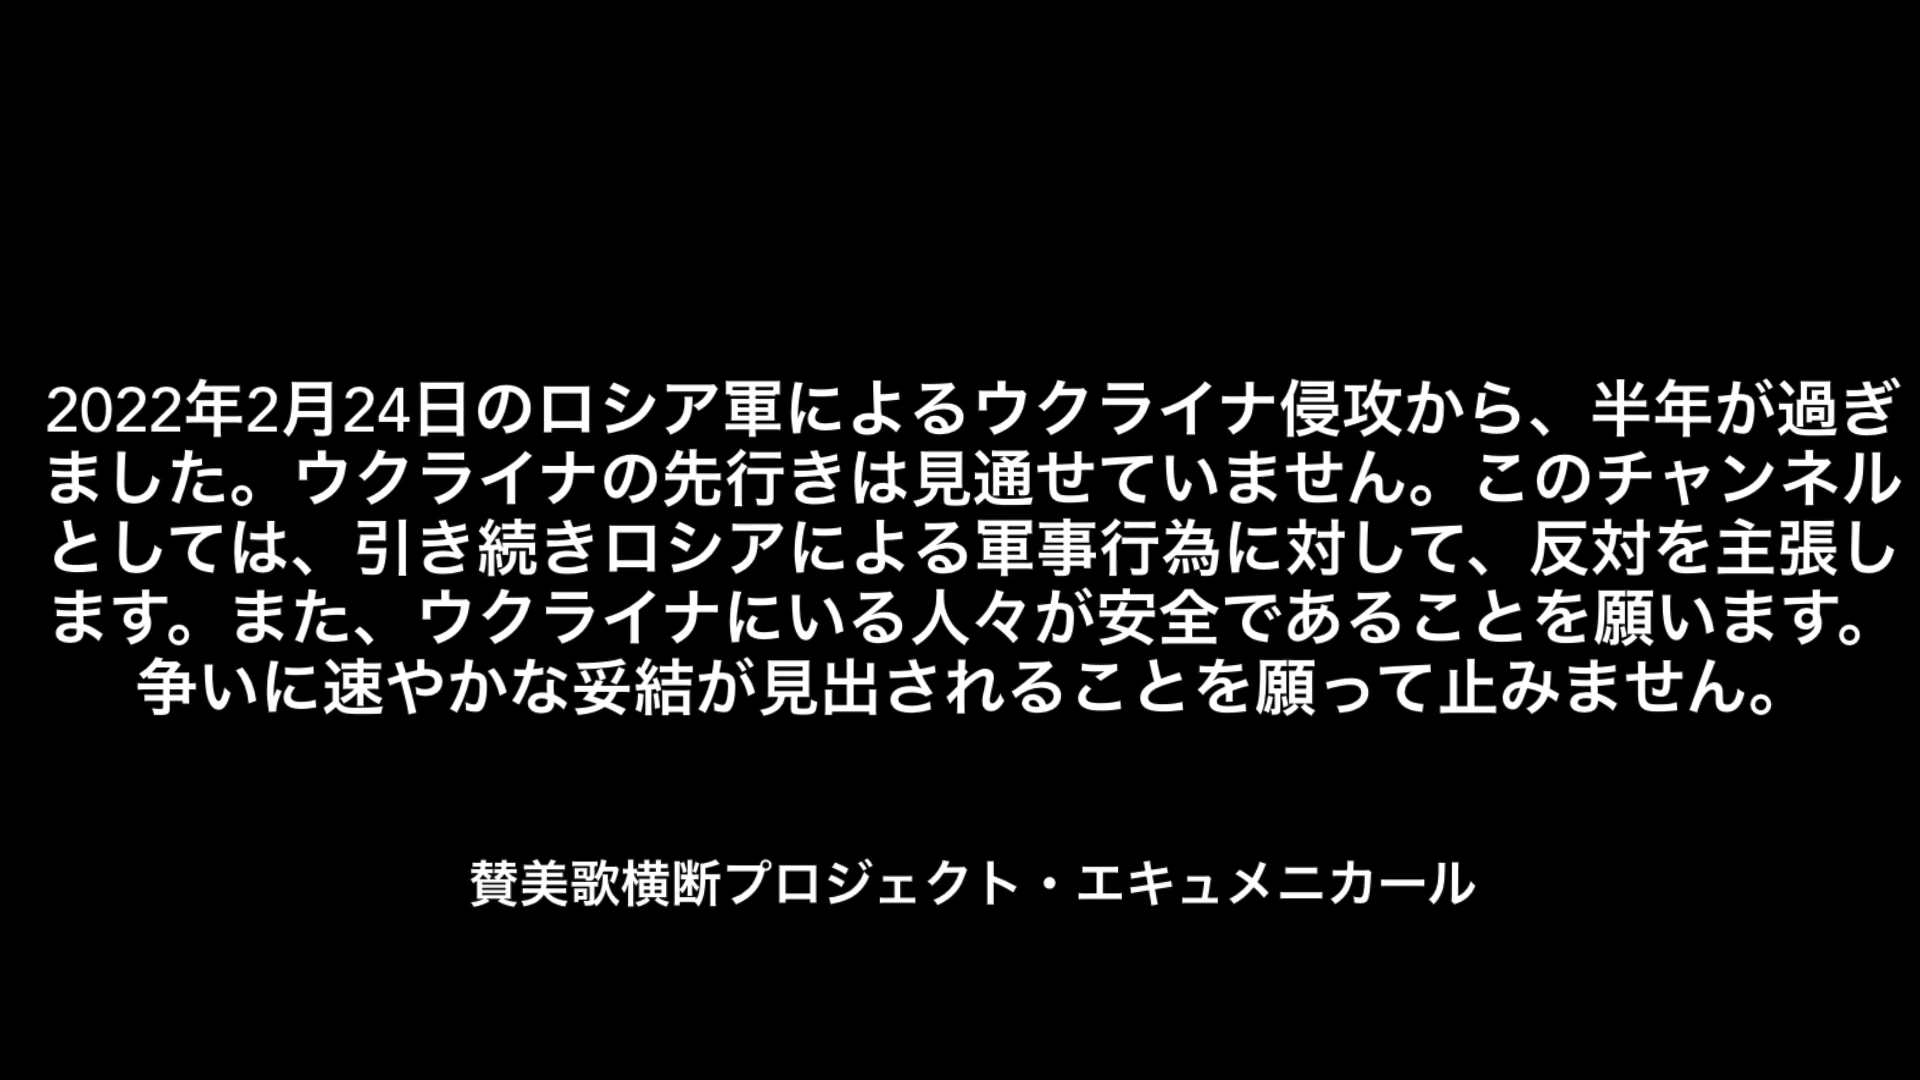 2022年2月24日のロシア軍によるウクライナ侵攻から、半年が過ぎ
ました。ウクライナの先行きは見通せていません。このチャンネル
としては、引き続きロシアによる軍事行為に対して、反対を主張し
ます。また、ウクライナにいる人々が安全であることを願います。
争いに速やかな妥結が見出されることを願って止みません。
賛美歌横断プロジェクト・エキュメニカール